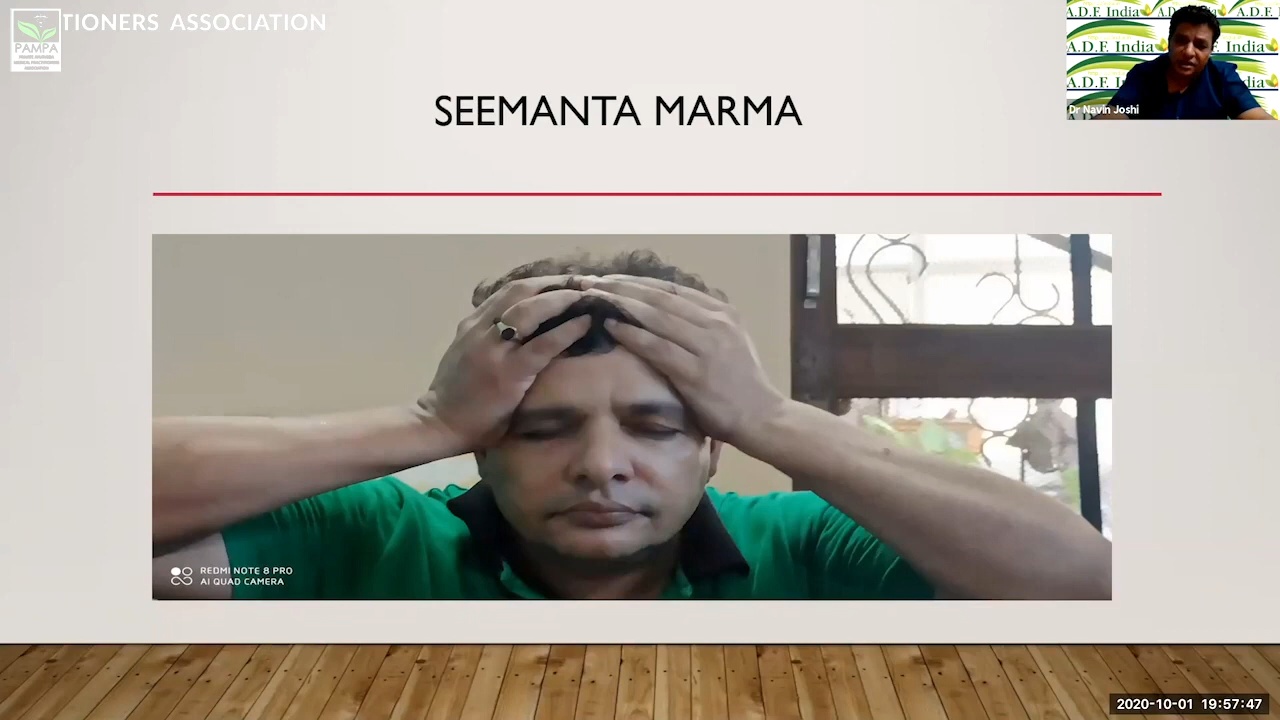 TIONERS ASSOCIATION
PAMPA
SEEMANTA MARMA
A.D.F. India
A.D.F. India
Dr Navin Joshi
REDMI NOTE 8 PRO
AI QUAD CAMERA
2020-10-01 19:57:47